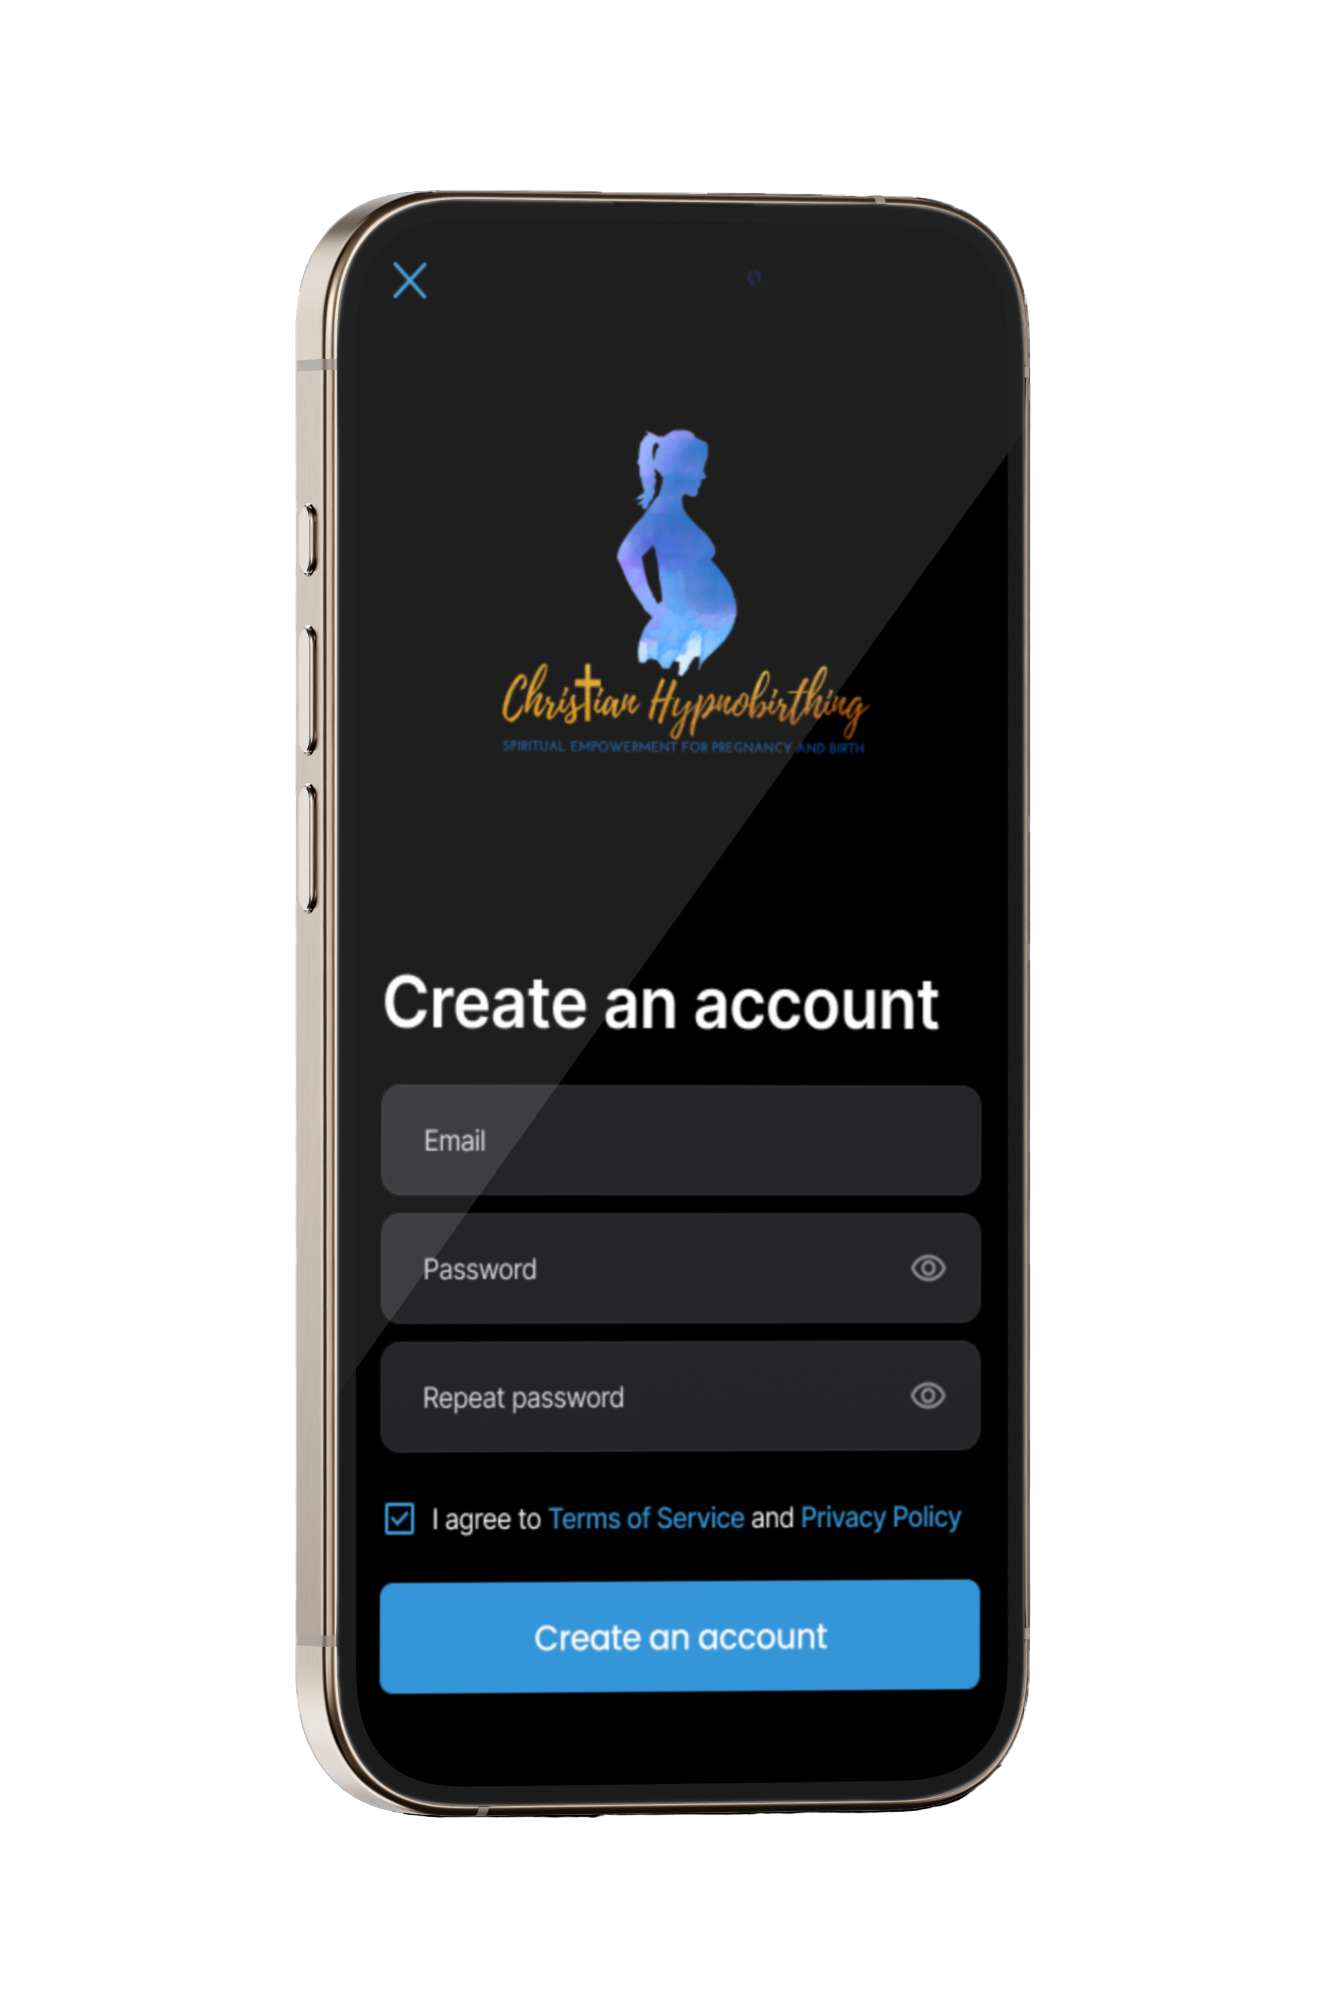 Christian Hypnobirthing
SPIRITUAL EMPOWERMENT FOR PREGNANCY AND BIRTH
Create an account
Email
Password
Repeat password
I agree to Terms of Service and Privacy Policy
Create an account